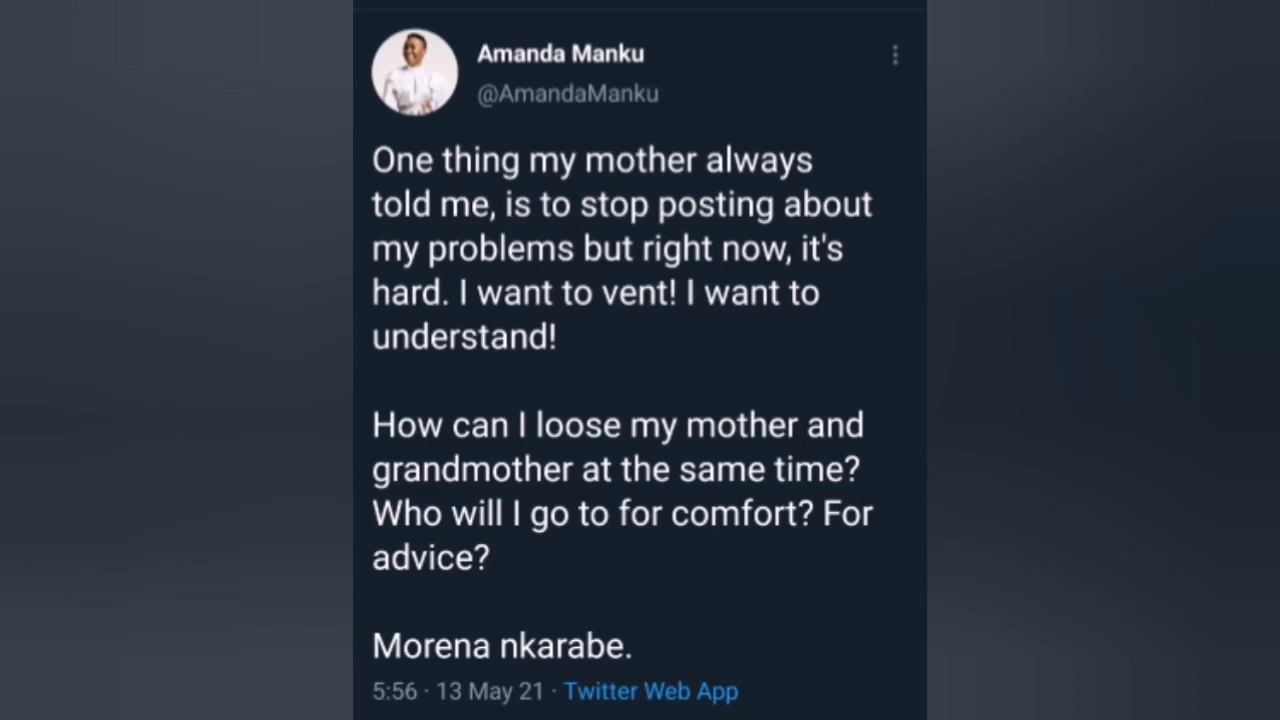 Amanda Manku
@AmandaManku
One thing my mother always
told me, is to stop posting about
my problems but right now, it's
hard. I want to vent! I want to
understand!
How can I loose my mother and
grandmother at the same time?
Who will I go to for comfort? For
advice?
Morena nkarabe.
5:56 · 13 May 21 · Twitter Web App